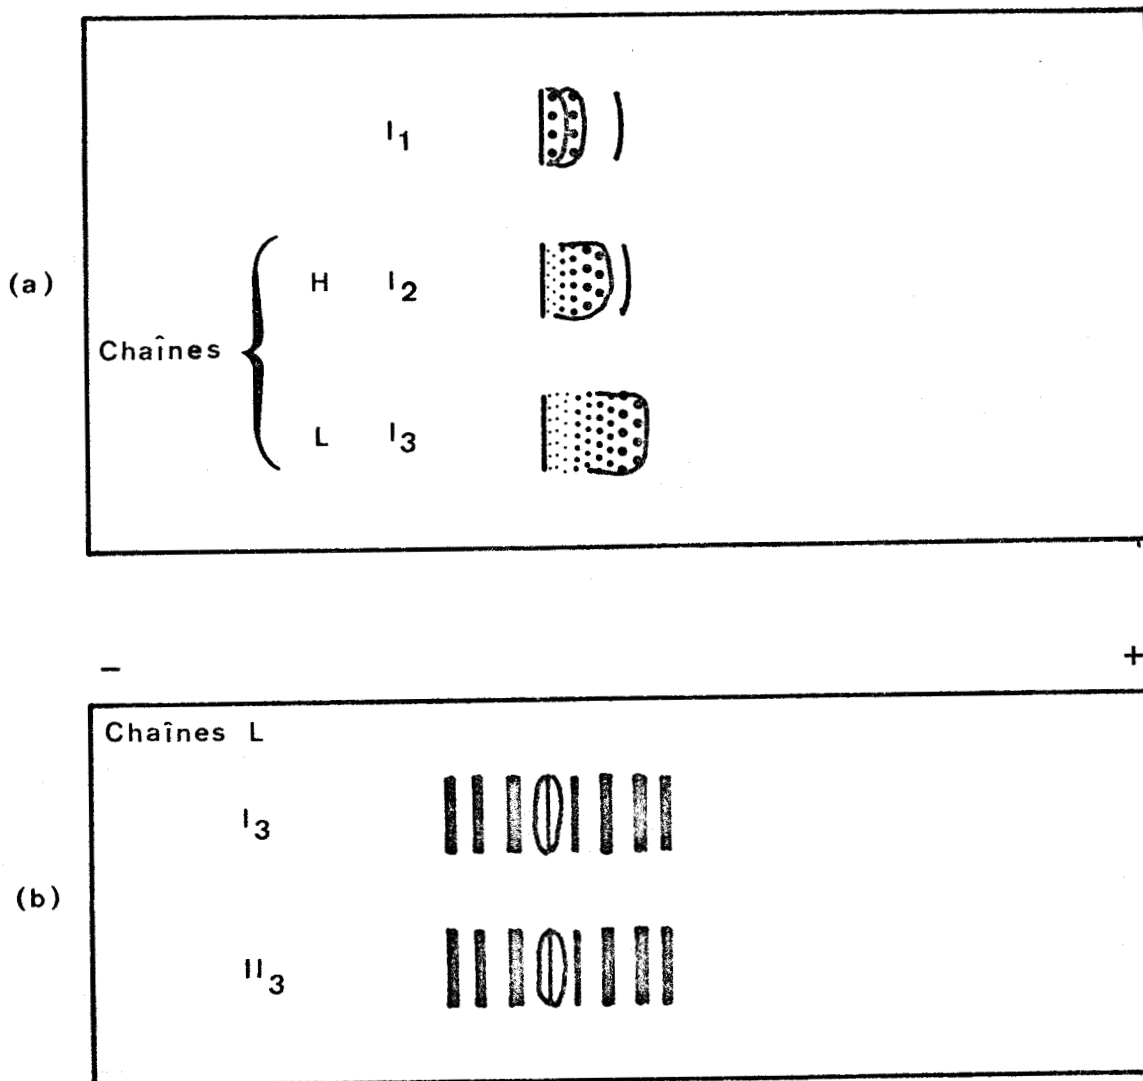 I1
(a)
H I2
Chaînes
L I3
− +
Chaînes L
I3
(b)
II3